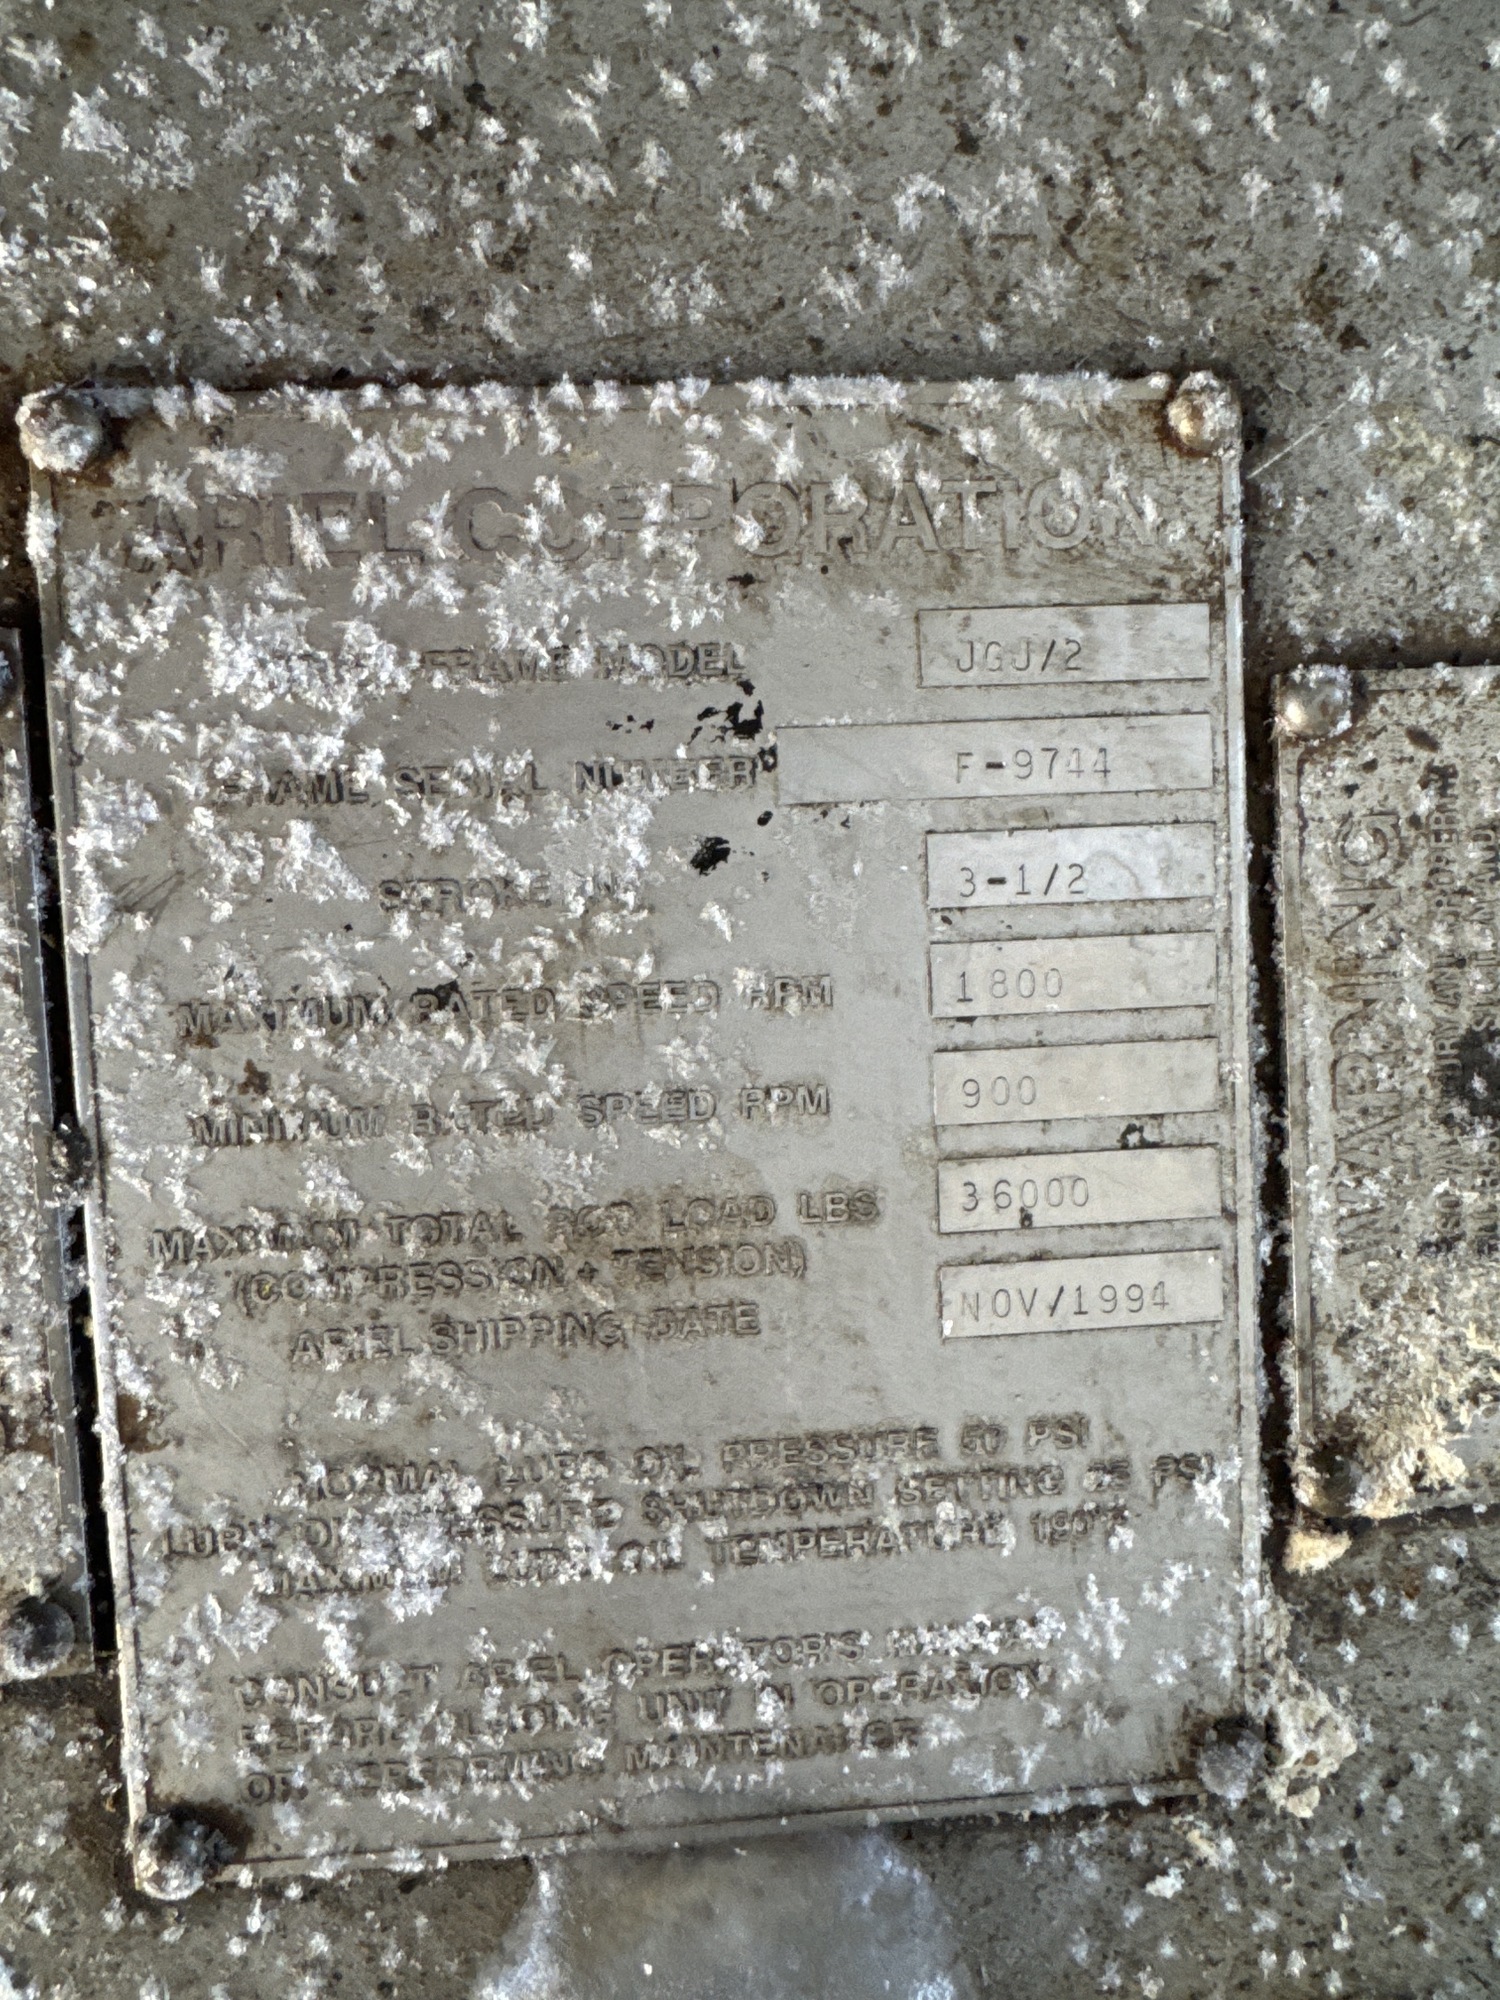 ARIEL CORPORATION
FRAME MODEL JGJ/2
FRAME SERIAL NUMBER F-9744
STROKE IN. 3-1/2
MAXIMUM RATED SPEED RPM 1800
MINIMUM RATED SPEED RPM 900
MAXIMUM TOTAL ROD LOAD LBS 36000
(COMPRESSION + TENSION)
ARIEL SHIPPING DATE NOV/1994
NORMAL LUBE OIL PRESSURE 50 PSI
LUBE OIL PRESSURE SHUTDOWN SETTING 35 PSI
MAXIMUM LUBE OIL TEMPERATURE 190°F
CONSULT ARIEL OPERATOR'S MANUAL
BEFORE PLACING UNIT IN OPERATION
OR PERFORMING MAINTENANCE
WARNING